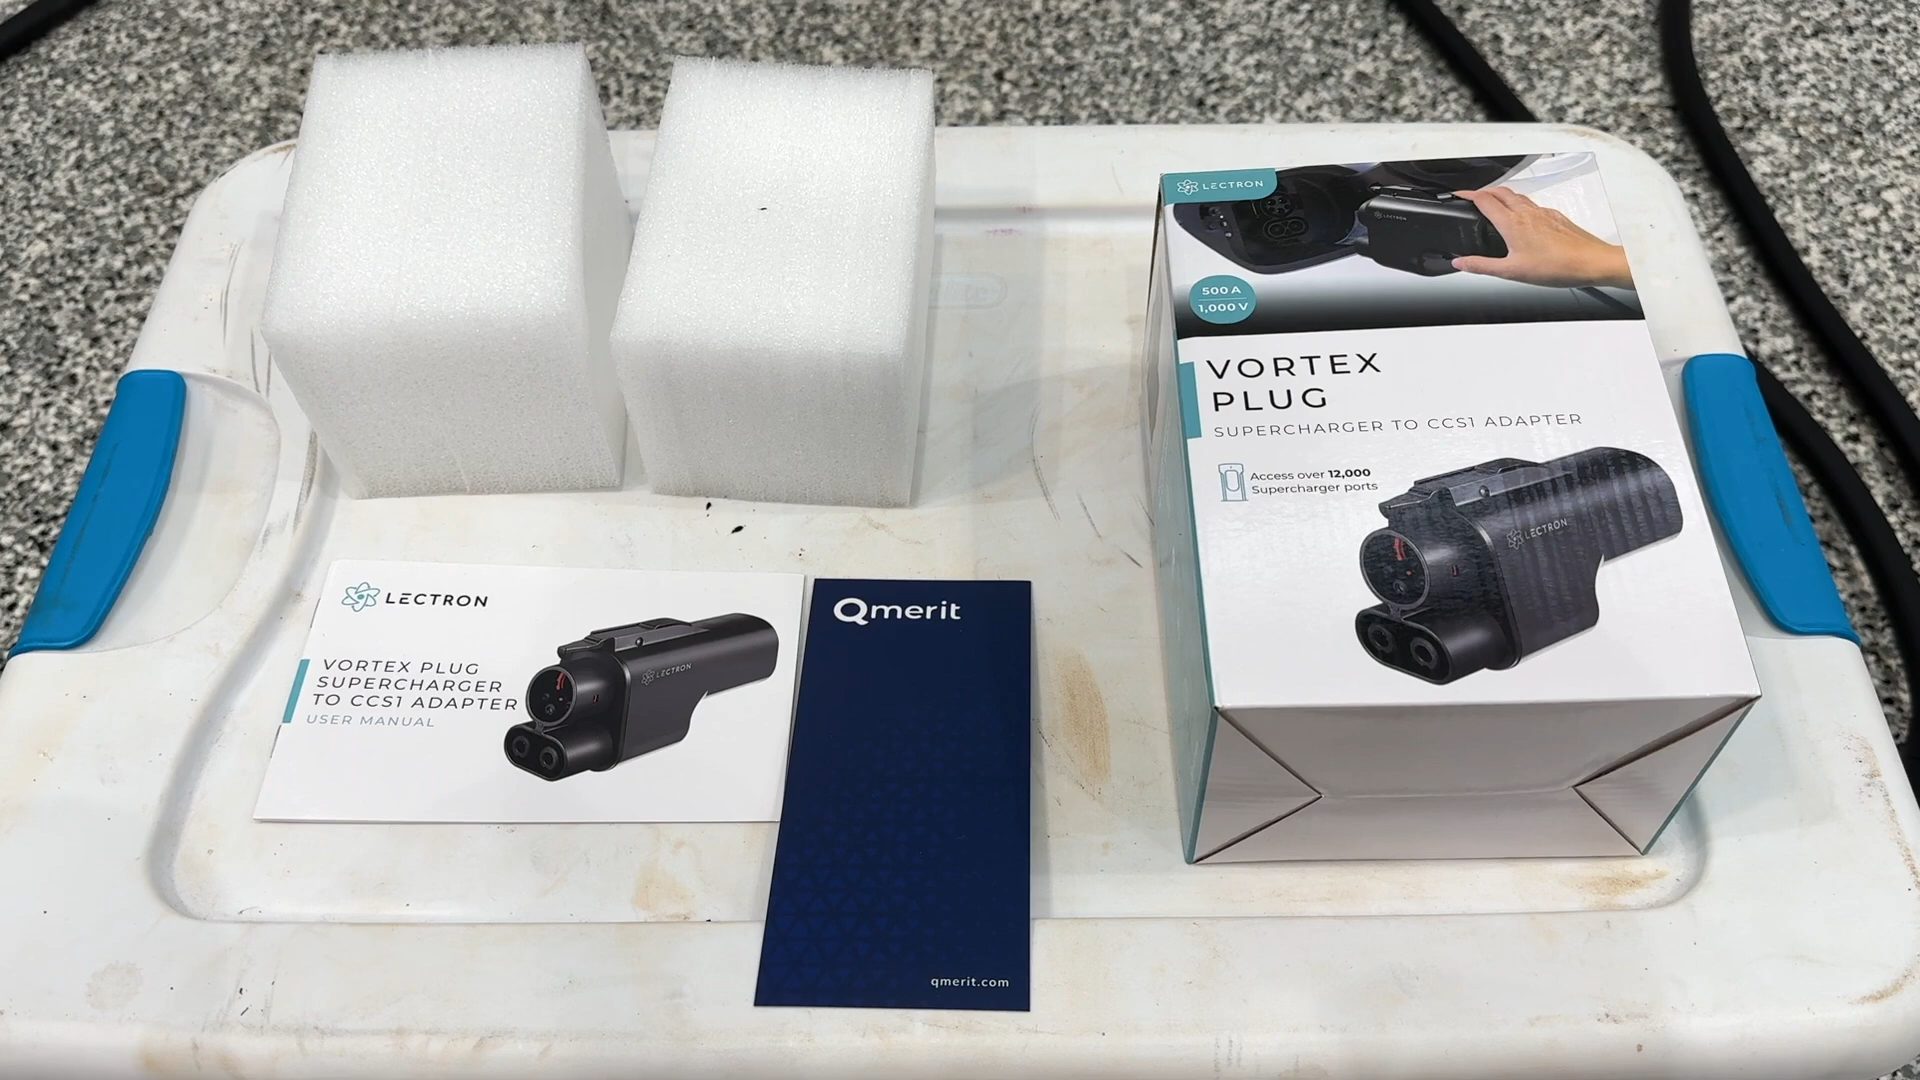 LECTRON
VORTEX PLUG
SUPERCHARGER
TO CCS1 ADAPTER
USER MANUAL
LECTRON
Qmerit
qmerit.com
LECTRON
LECTRON
500 A
1,000 V
VORTEX
PLUG
SUPERCHARGER TO CCS1 ADAPTER
Access over 12,000
Supercharger ports
LECTRON